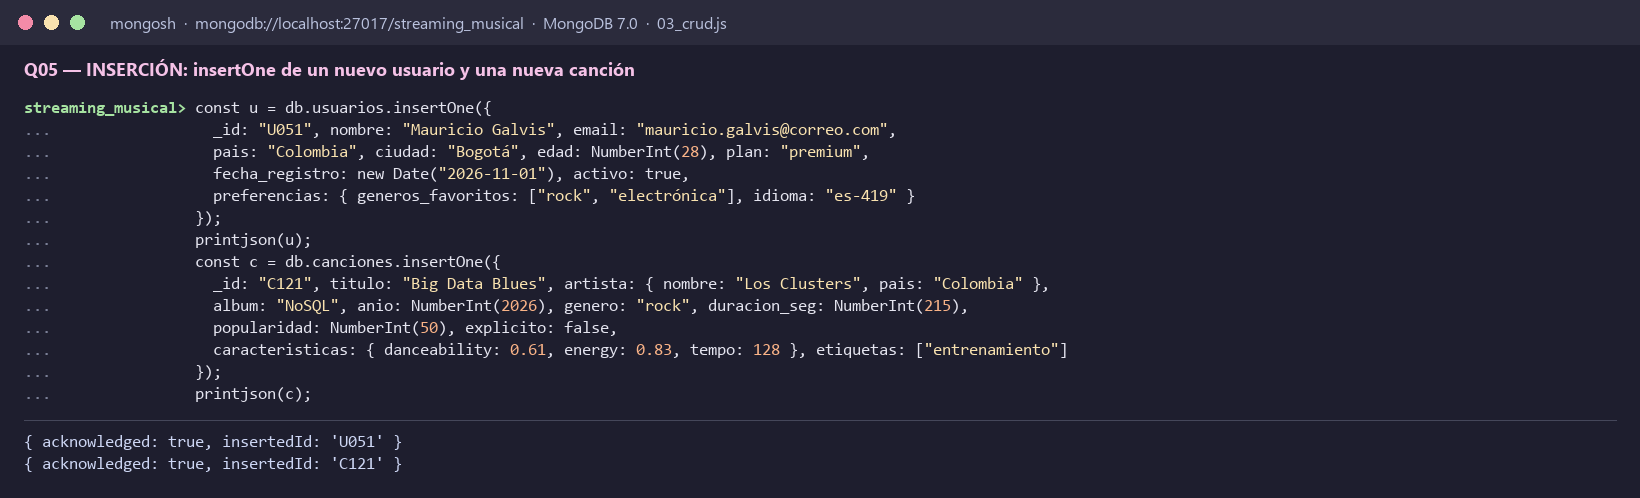 mongosh · mongodb://localhost:27017/streaming_musical · MongoDB 7.0 · 03_crud.js
Q05 — INSERCIÓN: insertOne de un nuevo usuario y una nueva canción
streaming_musical> const u = db.usuarios.insertOne({
... _id: "U051", nombre: "Mauricio Galvis", email: "mauricio.galvis@correo.com",
... pais: "Colombia", ciudad: "Bogotá", edad: NumberInt(28), plan: "premium",
... fecha_registro: new Date("2026-11-01"), activo: true,
... preferencias: { generos_favoritos: ["rock", "electrónica"], idioma: "es-419" }
... });
... printjson(u);
... const c = db.canciones.insertOne({
... _id: "C121", titulo: "Big Data Blues", artista: { nombre: "Los Clusters", pais: "Colombia" },
... album: "NoSQL", anio: NumberInt(2026), genero: "rock", duracion_seg: NumberInt(215),
... popularidad: NumberInt(50), explicito: false,
... caracteristicas: { danceability: 0.61, energy: 0.83, tempo: 128 }, etiquetas: ["entrenamiento"]
... });
... printjson(c);
{ acknowledged: true, insertedId: 'U051' }
{ acknowledged: true, insertedId: 'C121' }